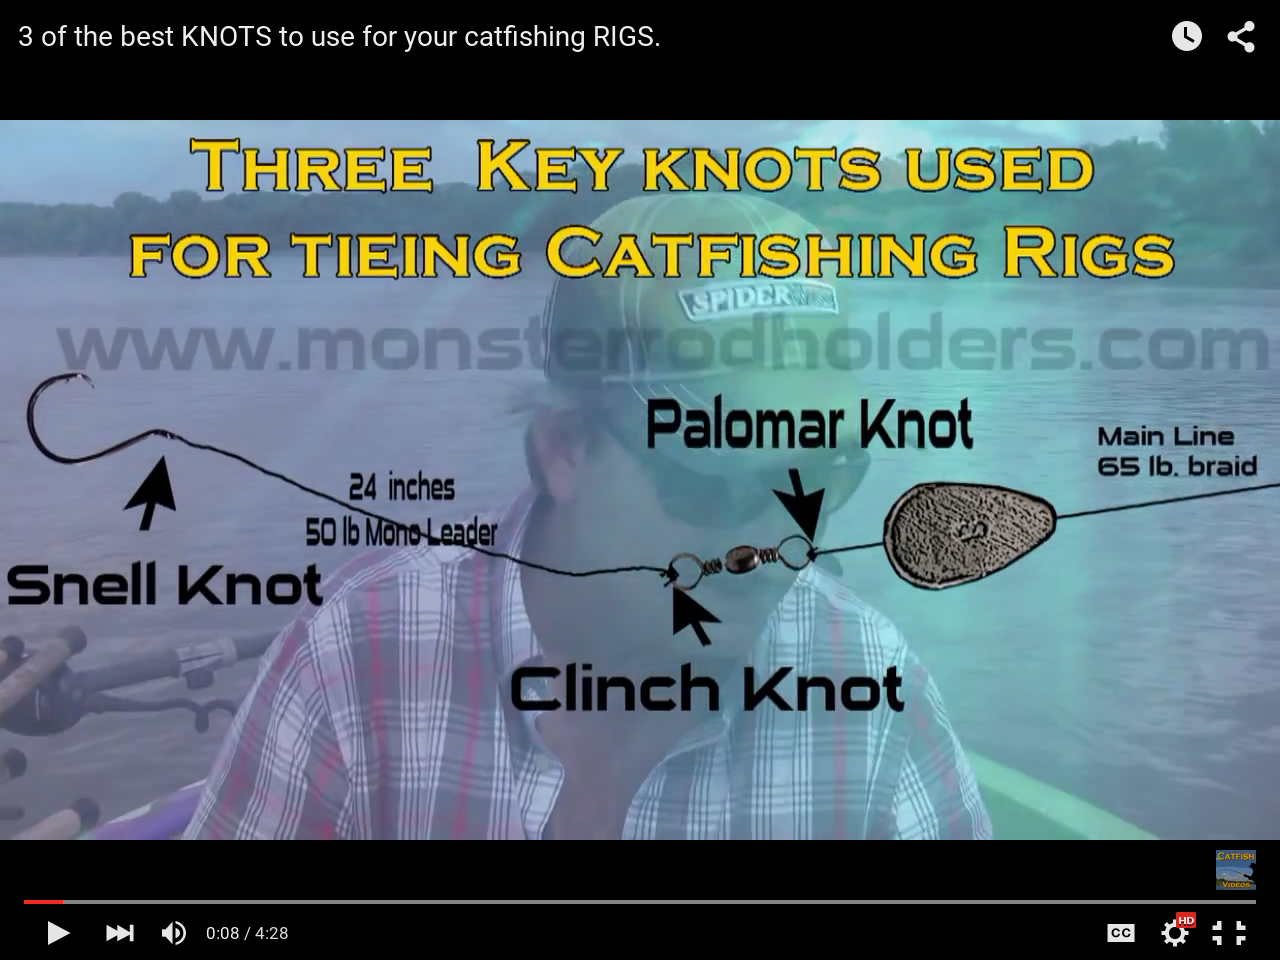 3 of the best KNOTS to use for your catfishing RIGS.
THREE KEY KNOTS USED
FOR TIEING CATFISHING RIGS
SPIDERWIRE
www.monsterrodholders.com
Palomar Knot
Main Line
65 lb. braid
24 inches
50 lb Mono Leader
Snell Knot
Clinch Knot
CATFISH
VIDEOS
0:08 / 4:28
CC
HD